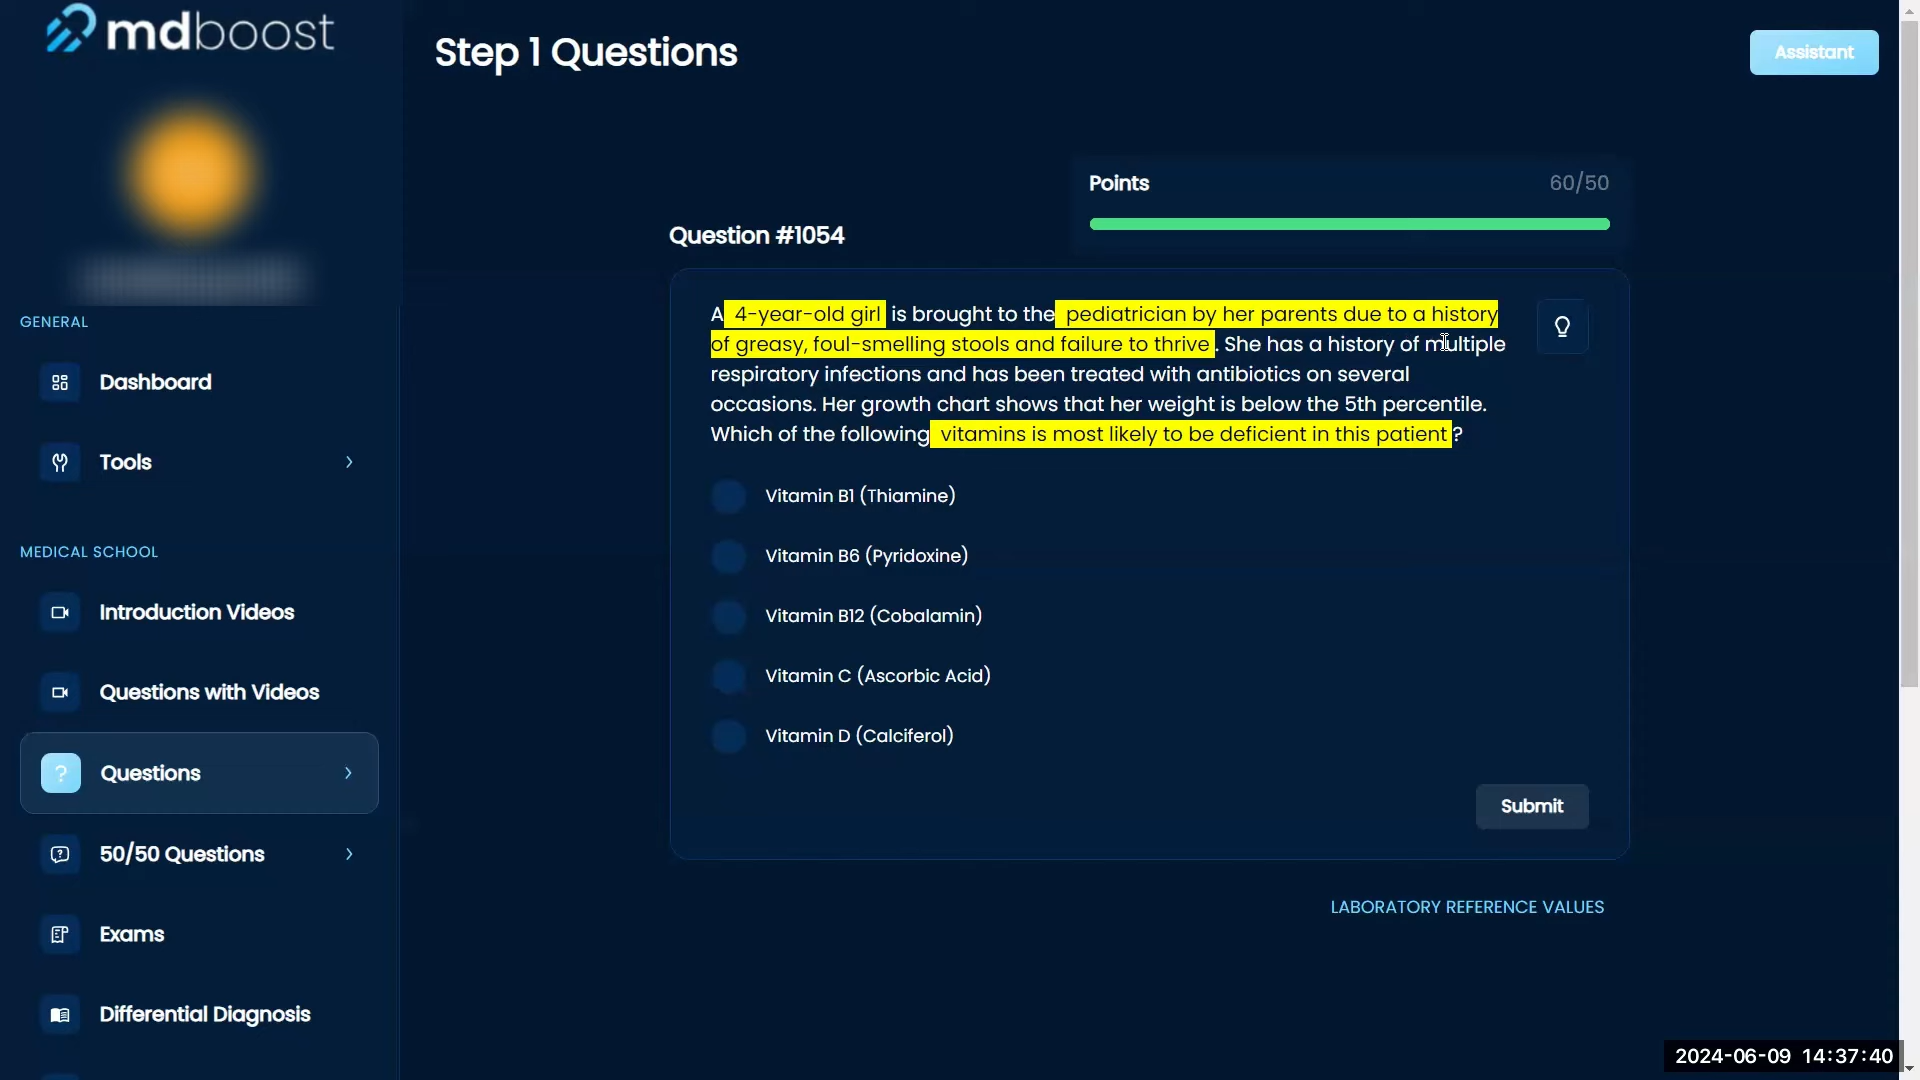 mdboost
Step 1 Questions
Assistant
Points
60/50
Question #1054
A 4-year-old girl is brought to the pediatrician by her parents due to a history
of greasy, foul-smelling stools and failure to thrive. She has a history of multiple
respiratory infections and has been treated with antibiotics on several
occasions. Her growth chart shows that her weight is below the 5th percentile.
Which of the following vitamins is most likely to be deficient in this patient?
Vitamin B1 (Thiamine)
Vitamin B6 (Pyridoxine)
Vitamin B12 (Cobalamin)
Vitamin C (Ascorbic Acid)
Vitamin D (Calciferol)
Submit
LABORATORY REFERENCE VALUES
GENERAL
Dashboard
Tools
MEDICAL SCHOOL
Introduction Videos
Questions with Videos
Questions
50/50 Questions
Exams
Differential Diagnosis
2024-06-09 14:37:40